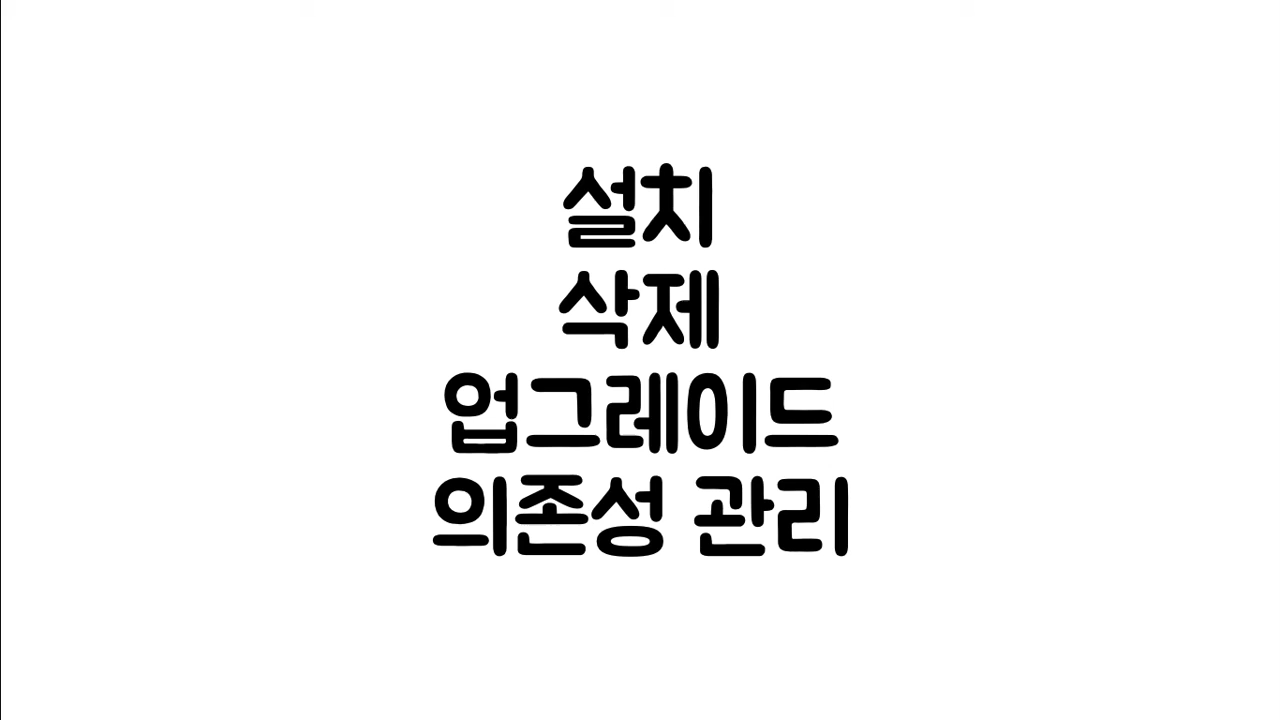 설치
삭제
업그레이드
의존성 관리